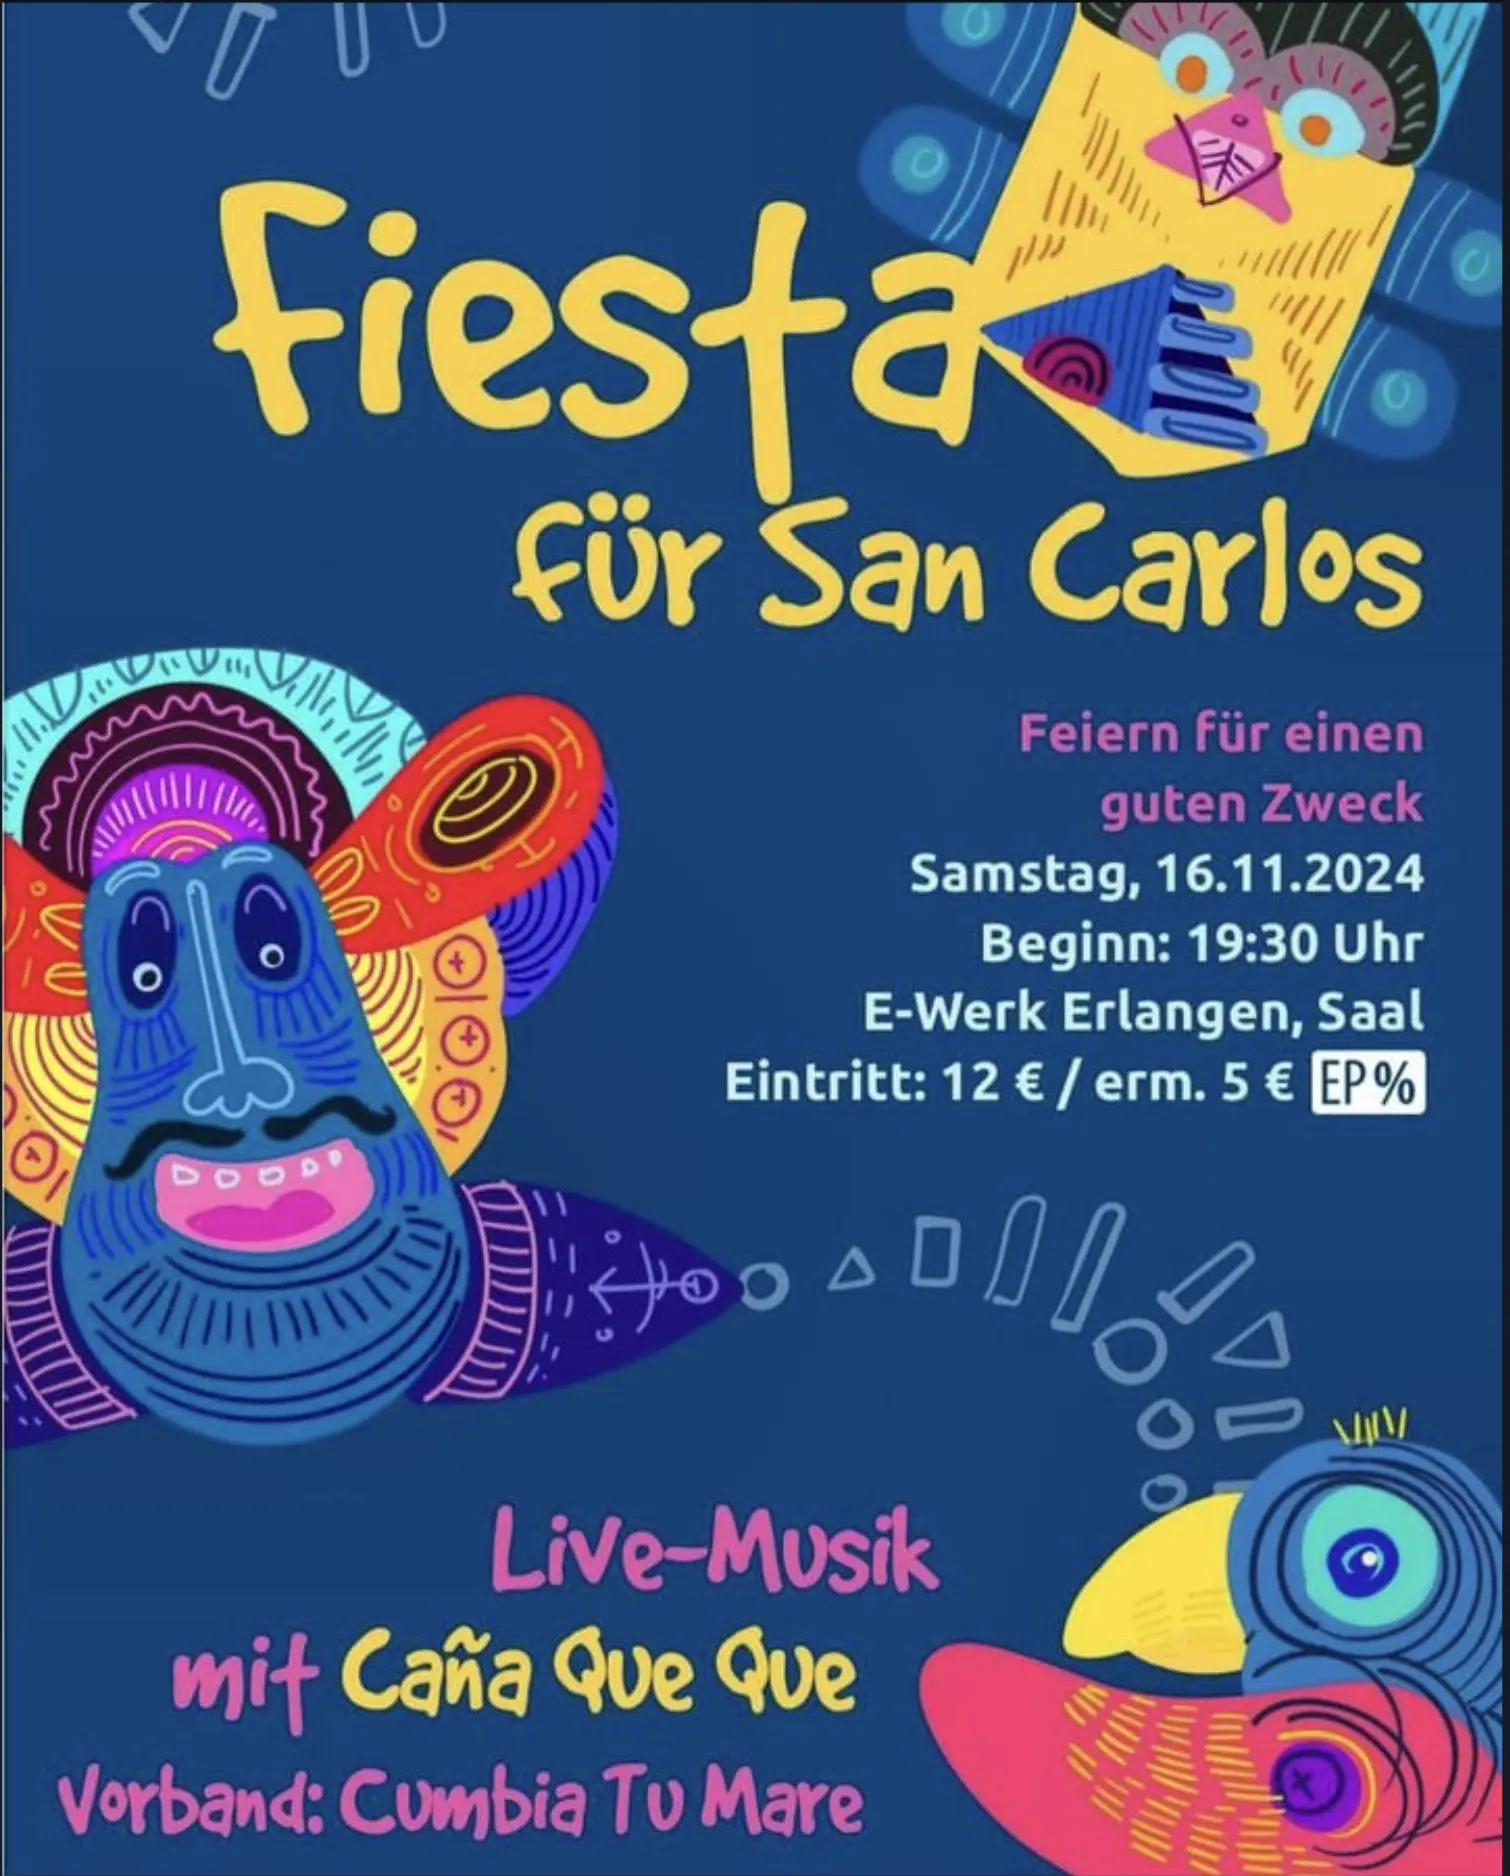 Fiesta
für San Carlos
Feiern für einen
guten Zweck
Samstag, 16.11.2024
Beginn: 19:30 Uhr
E-Werk Erlangen, Saal
Eintritt: 12 € / erm. 5 € EP%
Live-Musik
mit Caña Que Que
Vorband: Cumbia Tu Mare